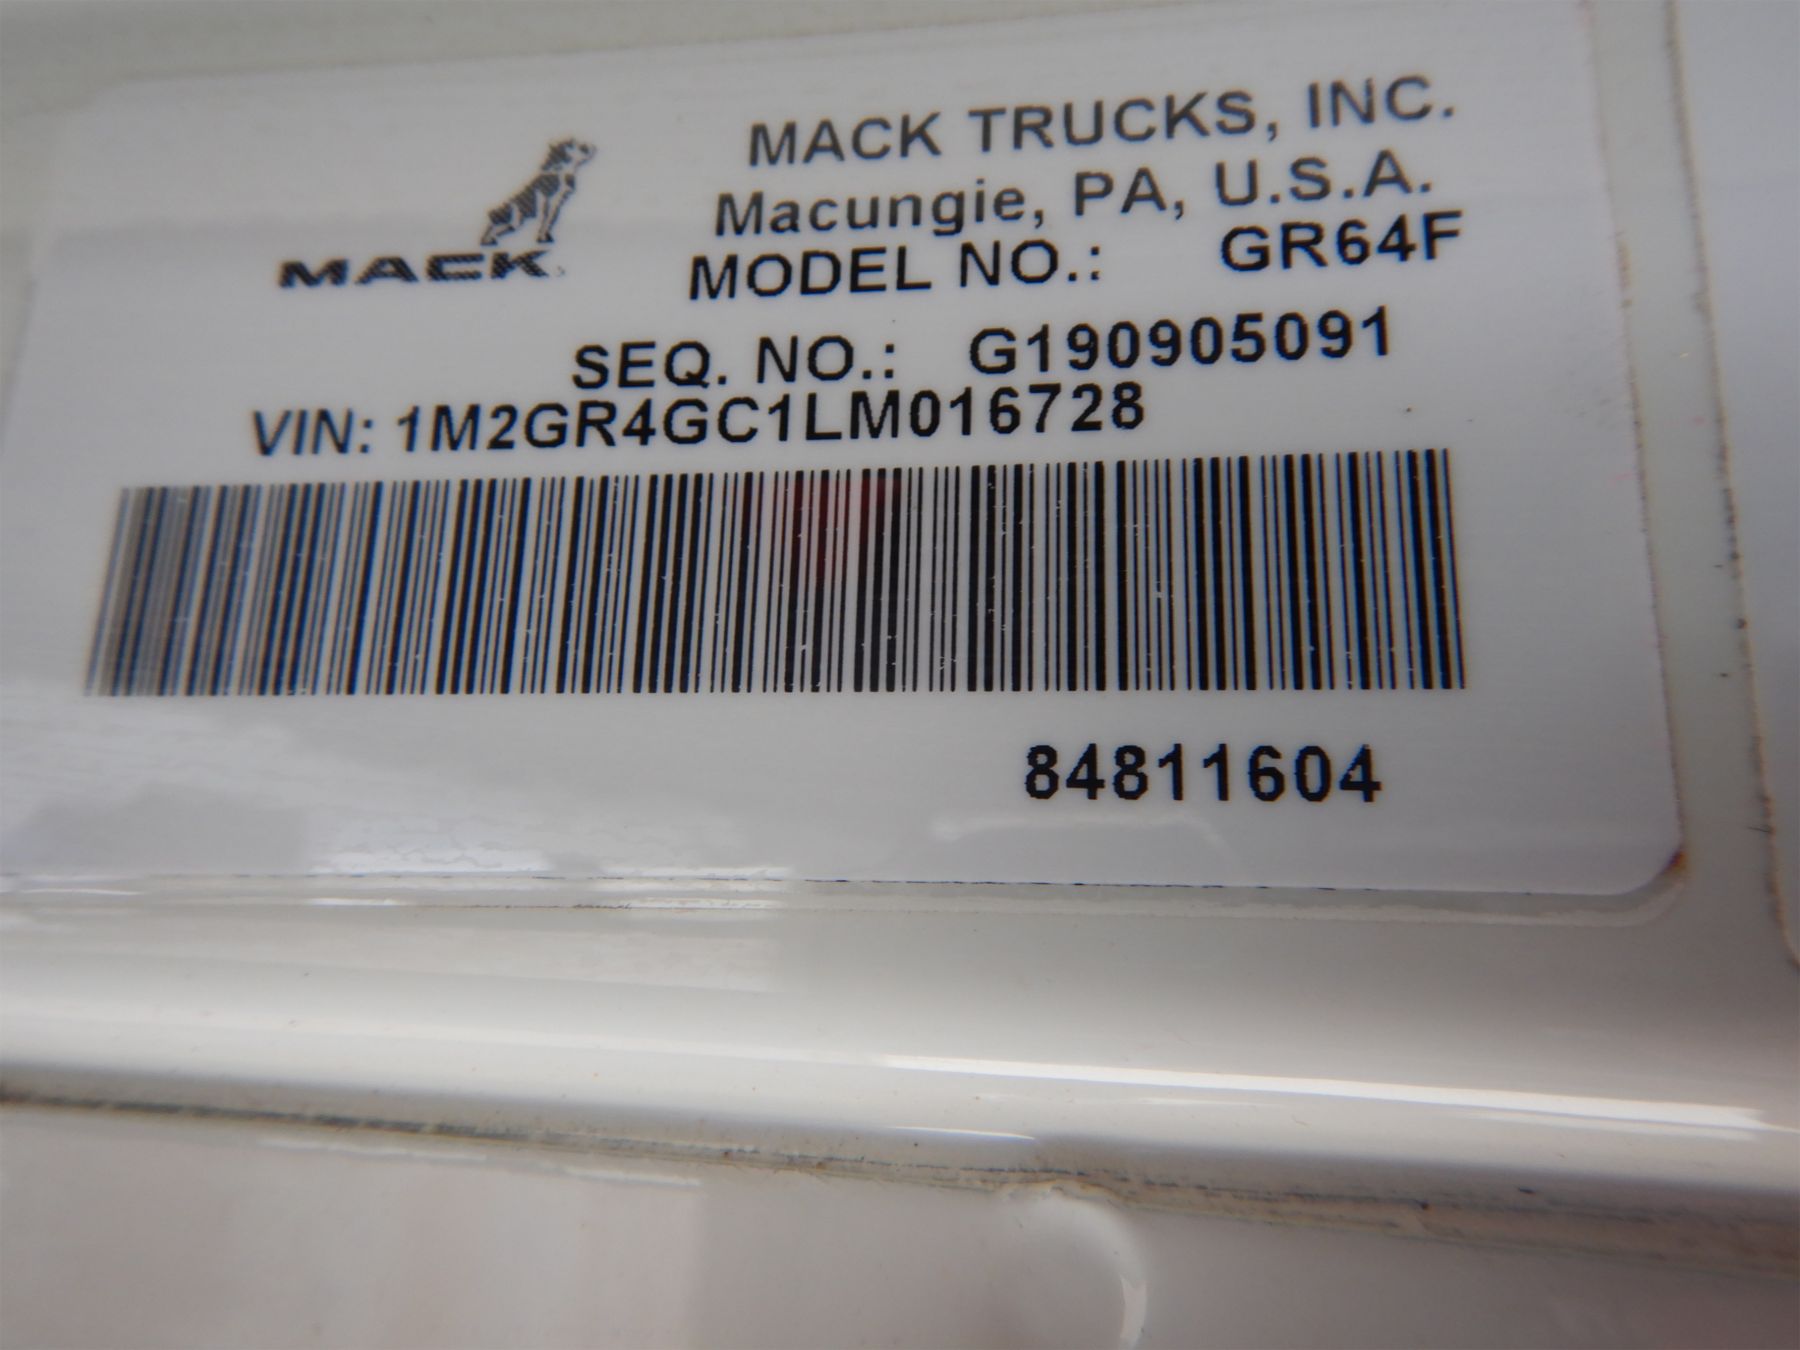 MACK TRUCKS, INC.
Macungie, PA, U.S.A.
MACK
MODEL NO.: GR64F
SEQ. NO.: G190905091
VIN: 1M2GR4GC1LM016728
84811604